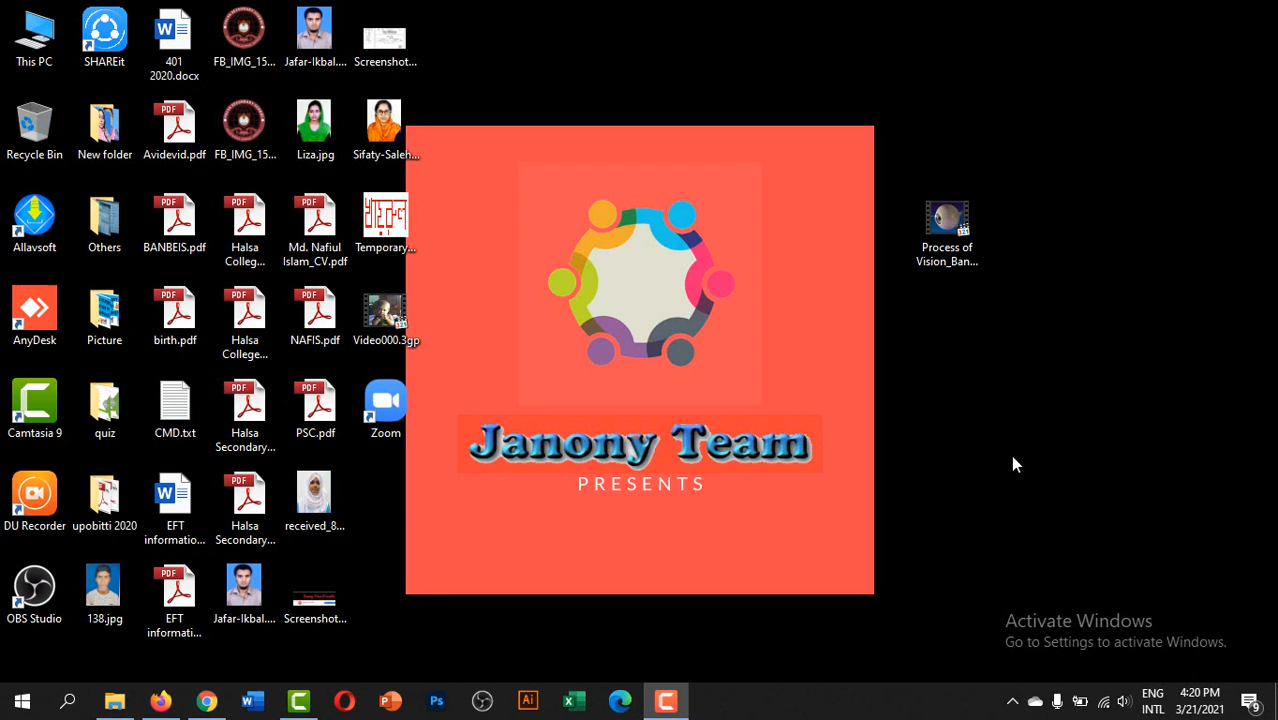 This PC
SHAREit
401
2020.docx
FB_IMG_15...
Jafar-Ikbal....
Screenshot...
Recycle Bin
New folder
Avidevid.pdf
FB_IMG_15...
Liza.jpg
Sifaty-Saleh...
Allavsoft
Others
BANBEIS.pdf
Halsa
Colleg...
Md. Nafiul
Islam_CV.pdf
Temporary...
Process of
Vision_Ban...
AnyDesk
Picture
birth.pdf
Halsa
College...
NAFIS.pdf
Video000.3gp
Camtasia 9
quiz
CMD.txt
Halsa
Secondary...
PSC.pdf
Zoom
Janony Team
PRESENTS
DU Recorder
upobitti 2020
EFT
informatio...
Halsa
Secondary...
received_8...
OBS Studio
138.jpg
EFT
informati...
Jafar-Ikbal....
Screenshot...
Activate Windows
Go to Settings to activate Windows.
ENG
INTL
4:20 PM
3/21/2021
9